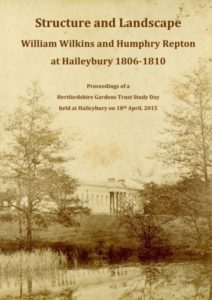 Structure and Landscape
William Wilkins and Humphry Repton
at Haileybury 1806-1810
Proceedings of a
Hertfordshire Gardens Trust Study Day
held at Haileybury on 18th April, 2015